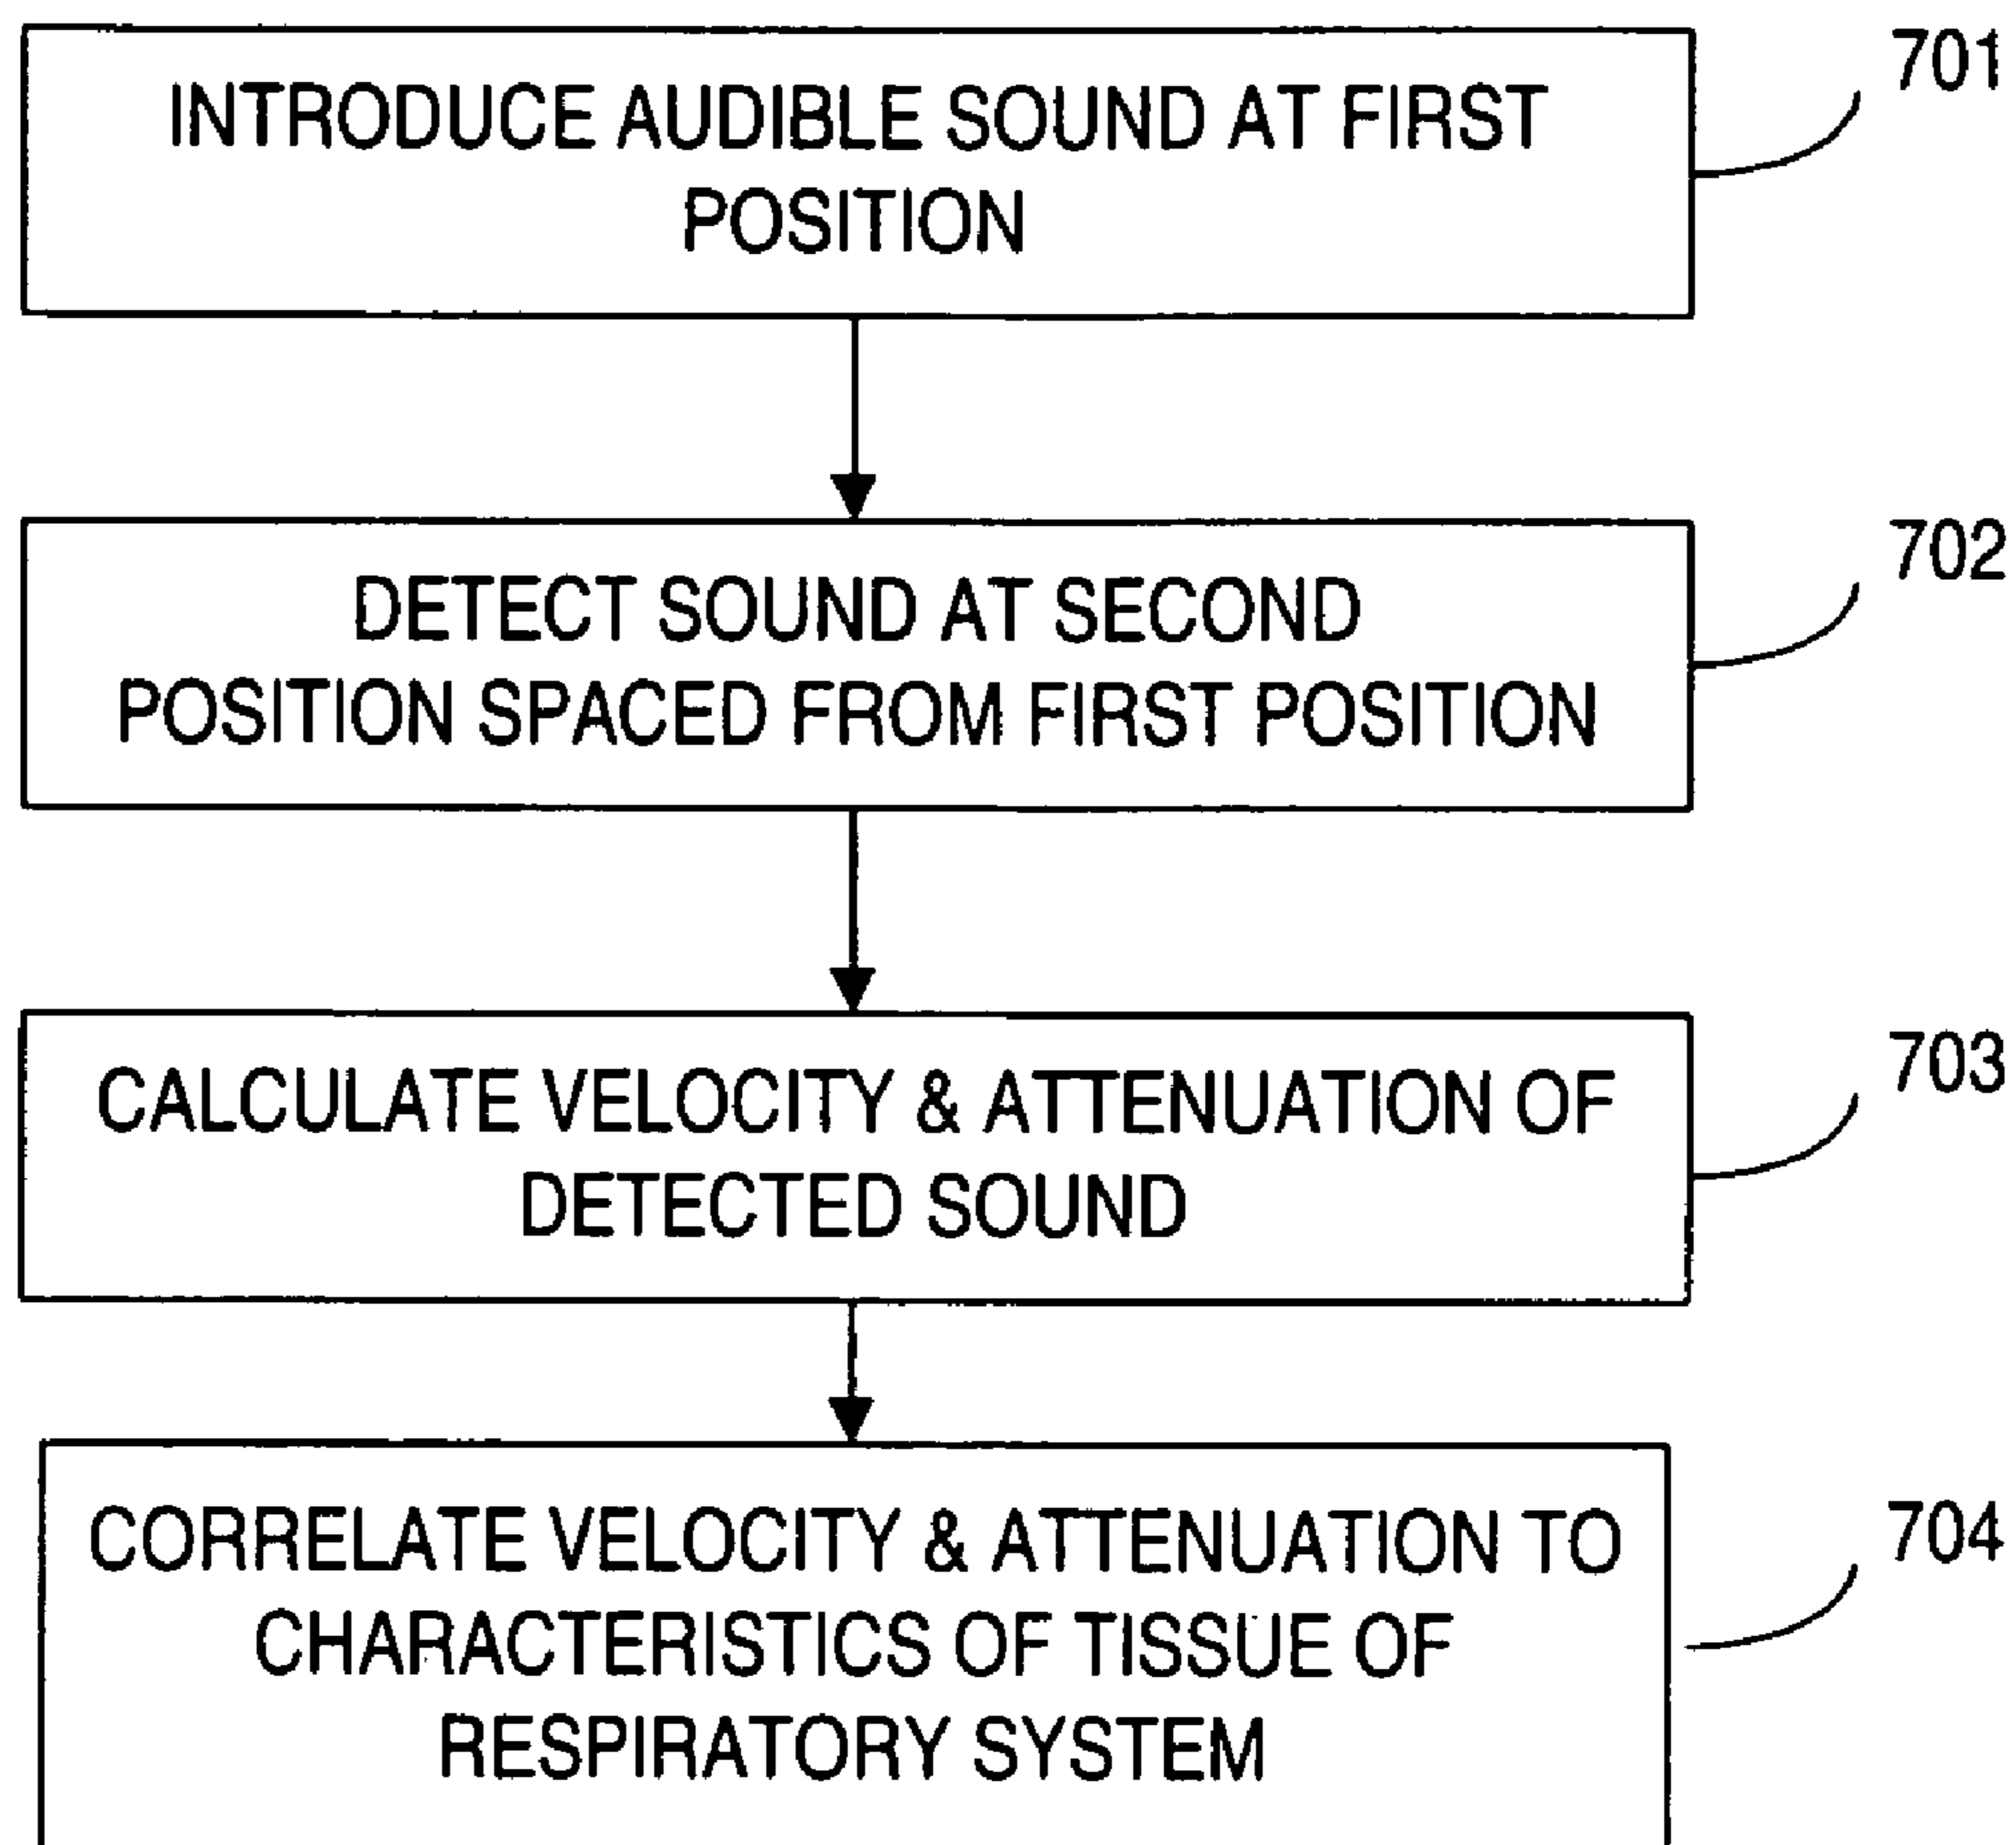 INTRODUCE AUDIBLE SOUND AT FIRST
POSITION
701
DETECT SOUND AT SECOND
POSITION SPACED FROM FIRST POSITION
702
CALCULATE VELOCITY & ATTENUATION OF
DETECTED SOUND
703
CORRELATE VELOCITY & ATTENUATION TO
CHARACTERISTICS OF TISSUE OF
RESPIRATORY SYSTEM
704